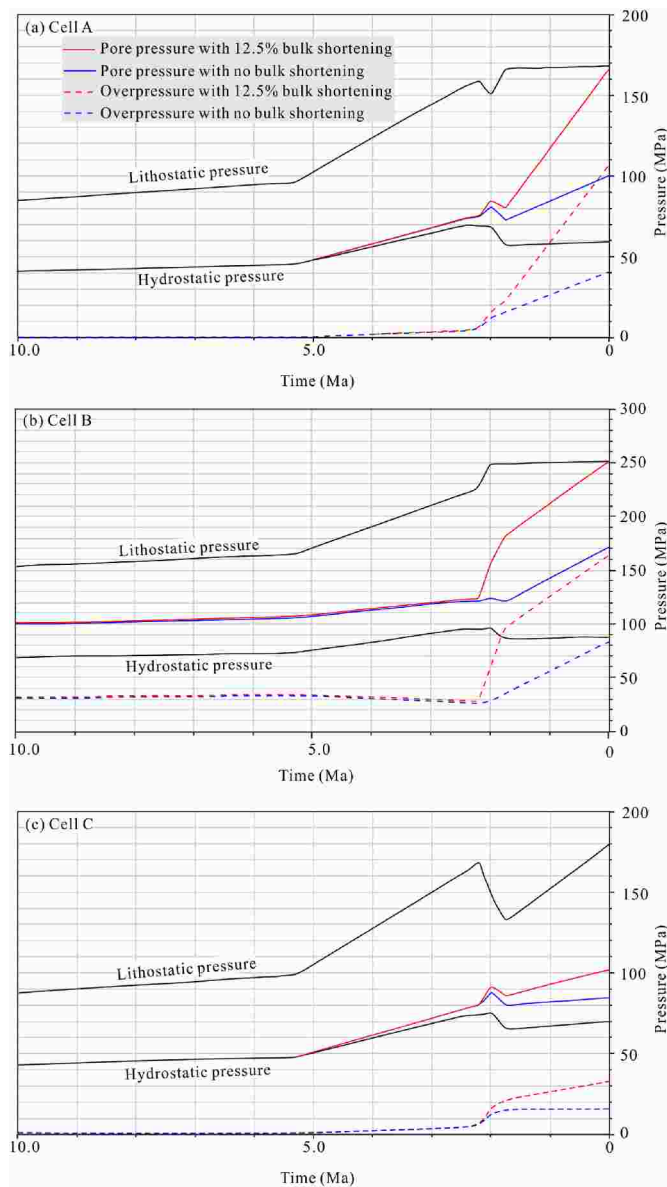 (a) Cell A
Pore pressure with 12.5% bulk shortening
Pore pressure with no bulk shortening
Overpressure with 12.5% bulk shortening
Overpressure with no bulk shortening
Lithostatic pressure
Hydrostatic pressure
200
150
100
50
0
Pressure (MPa)
10.0 5.0 0
Time (Ma)
(b) Cell B
Lithostatic pressure
Hydrostatic pressure
300
250
200
150
100
50
0
Pressure (MPa)
10.0 5.0 0
Time (Ma)
(c) Cell C
Lithostatic pressure
Hydrostatic pressure
200
150
100
50
0
Pressure (MPa)
10.0 5.0 0
Time (Ma)